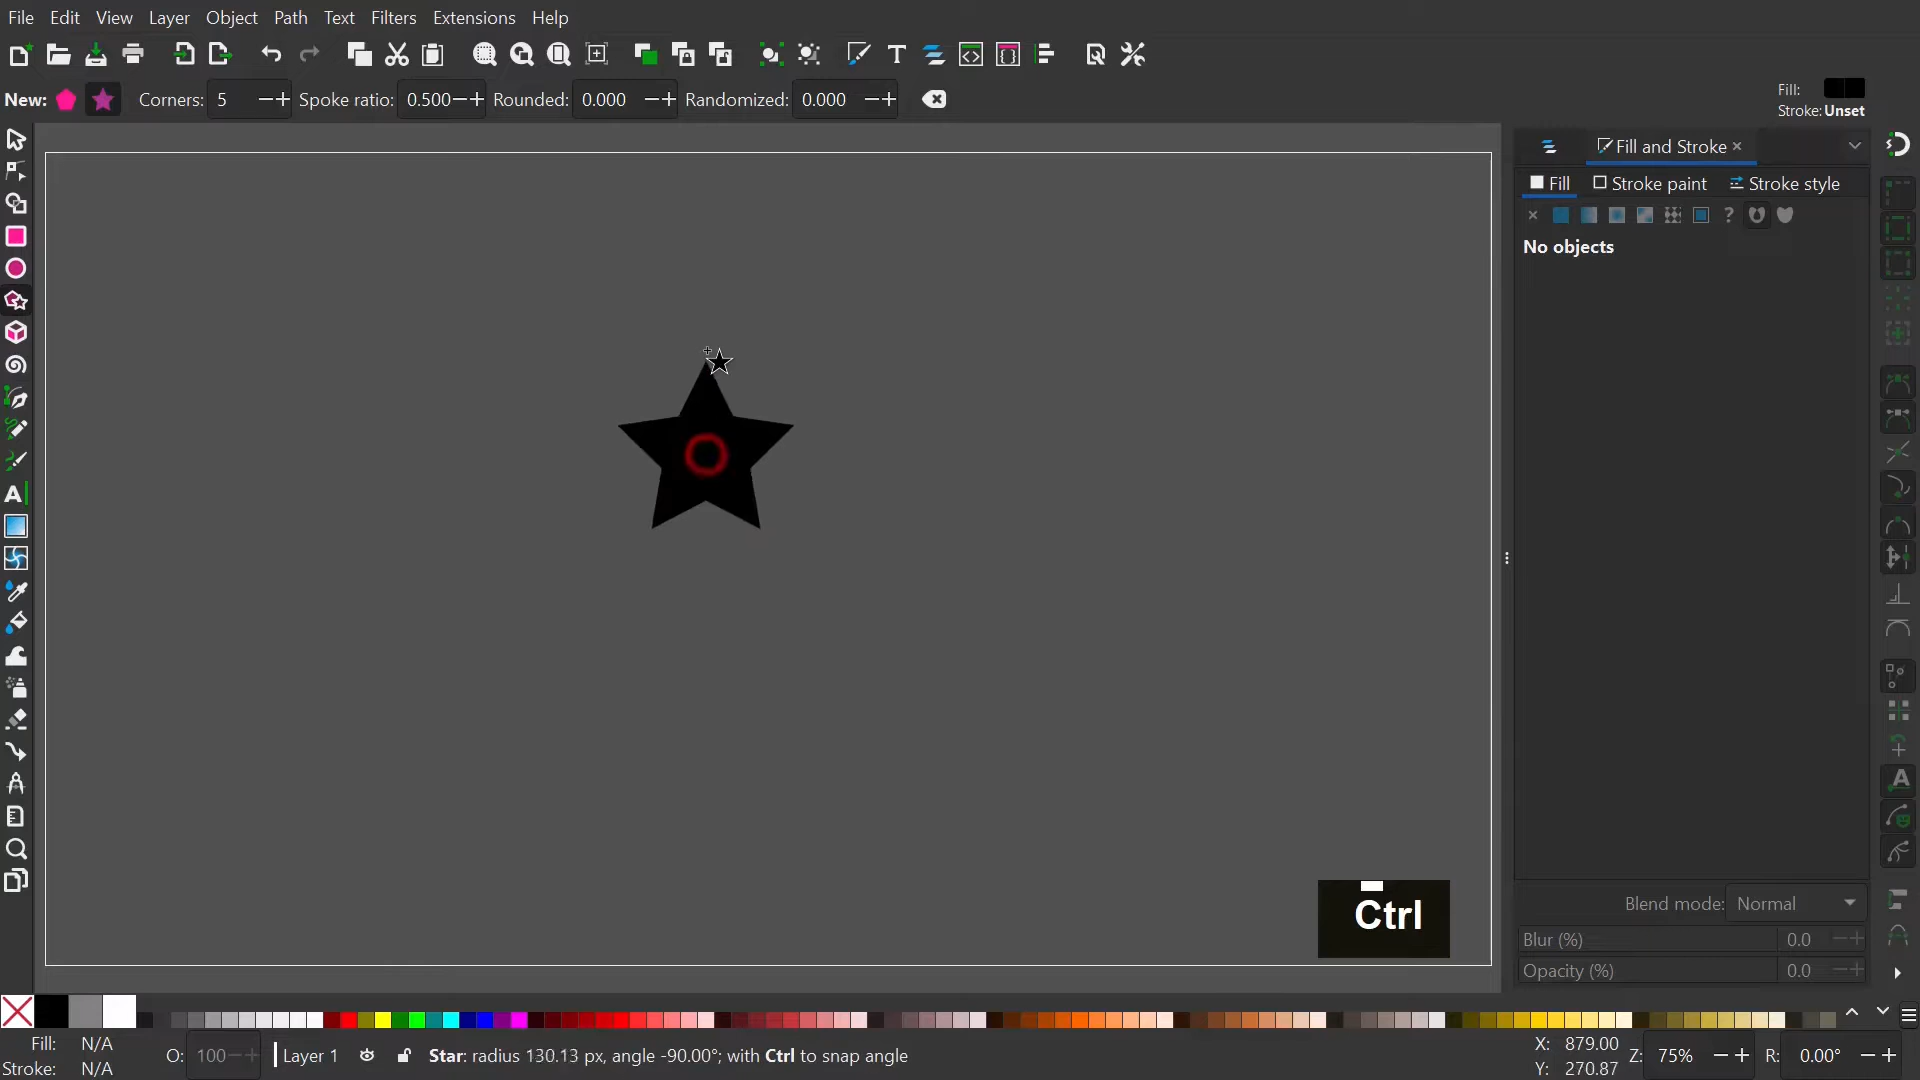 File Edit View Layer Object Path Text Filters Extensions Help
New: Corners: 5 Spoke ratio: 0.500 Rounded: 0.000 Randomized: 0.000
Fill:
Stroke: Unset
Fill and Stroke
Fill Stroke paint Stroke style
No objects
Ctrl
Blend mode: Normal
Blur (%) 0.0
Opacity (%) 0.0
Fill: N/A
Stroke: N/A
O: 100
Layer 1
Star: radius 130.13 px, angle -90.00°; with Ctrl to snap angle
X: 879.00
Y: 270.87
Z: 75%
R: 0.00°